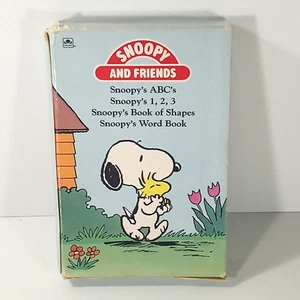 SNOOPY
AND FRIENDS
Snoopy's ABC's
Snoopy's 1, 2, 3
Snoopy's Book of Shapes
Snoopy's Word Book